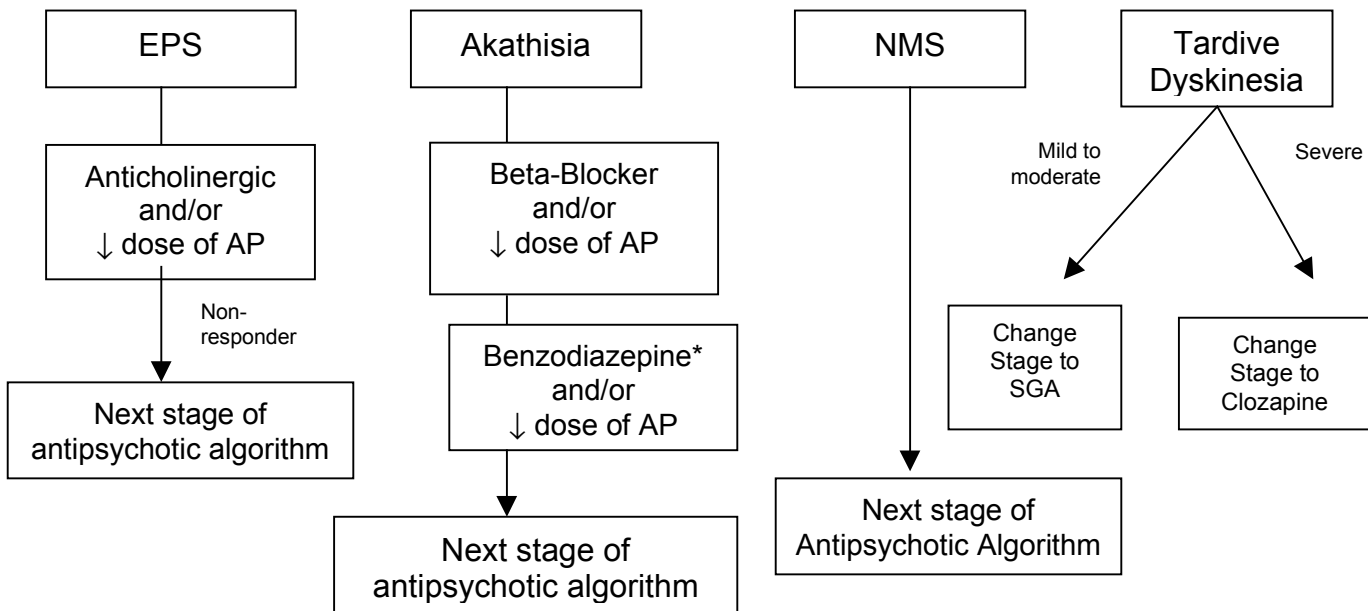 EPS
Anticholinergic
and/or
↓ dose of AP
Non-
responder
Next stage of
antipsychotic algorithm
Akathisia
Beta-Blocker
and/or
↓ dose of AP
Benzodiazepine*
and/or
↓ dose of AP
Next stage of
antipsychotic algorithm
NMS
Next stage of
Antipsychotic Algorithm
Tardive
Dyskinesia
Mild to
moderate
Severe
Change
Stage to
SGA
Change
Stage to
Clozapine